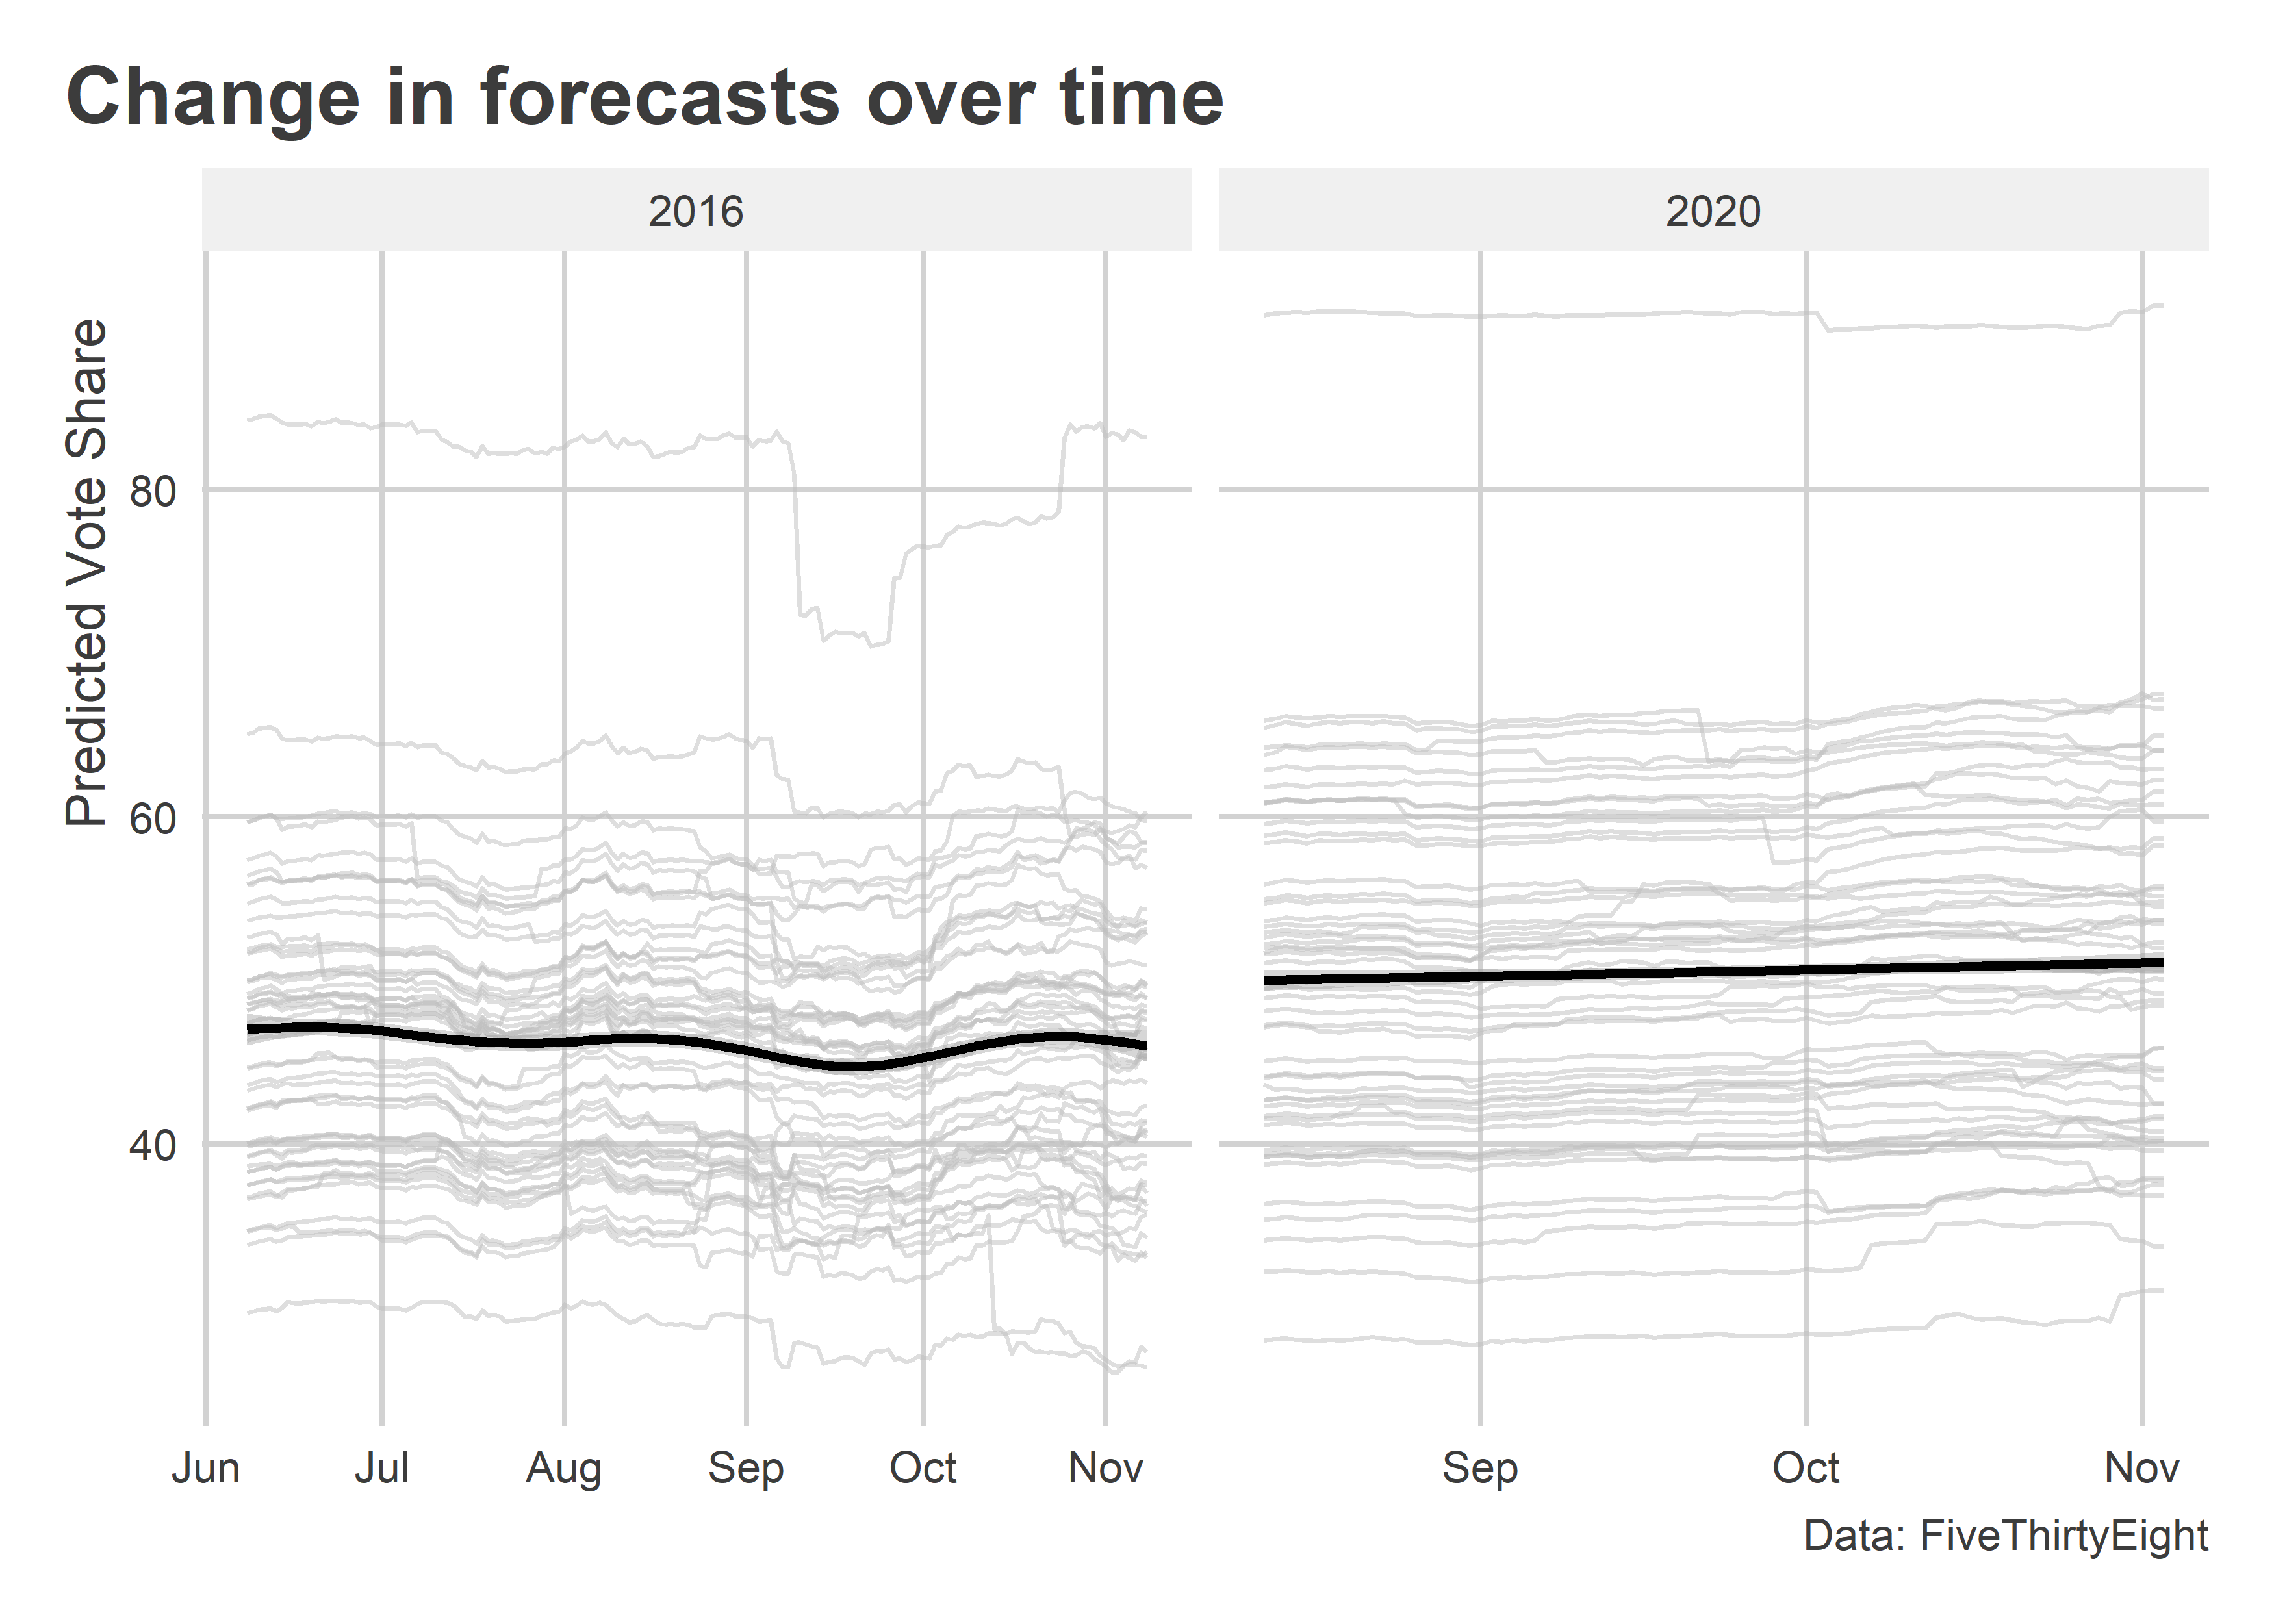 Change in forecasts over time
2016
2020
Predicted Vote Share
80
60
40
Jun
Jul
Aug
Sep
Oct
Nov
Sep
Oct
Nov
Data: FiveThirtyEight